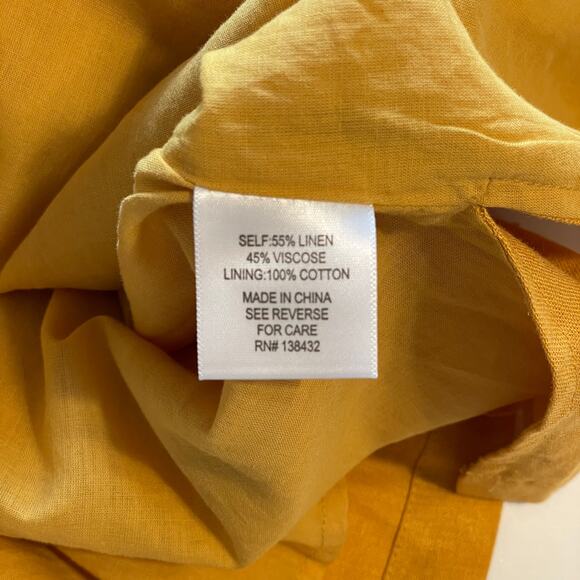 SELF:55% LINEN
45% VISCOSE
LINING:100% COTTON
MADE IN CHINA
SEE REVERSE
FOR CARE
RN# 138432